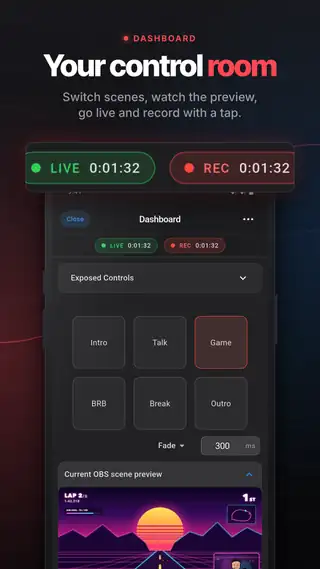 DASHBOARD
Your control room
Switch scenes, watch the preview,
go live and record with a tap.
LIVE 0:01:32
REC 0:01:32
Close
Dashboard
LIVE 0:01:32
REC 0:01:32
Exposed Controls
Intro
Talk
Game
BRB
Break
Outro
Fade
300 ms
Current OBS scene preview
LAP 2/5
1ST